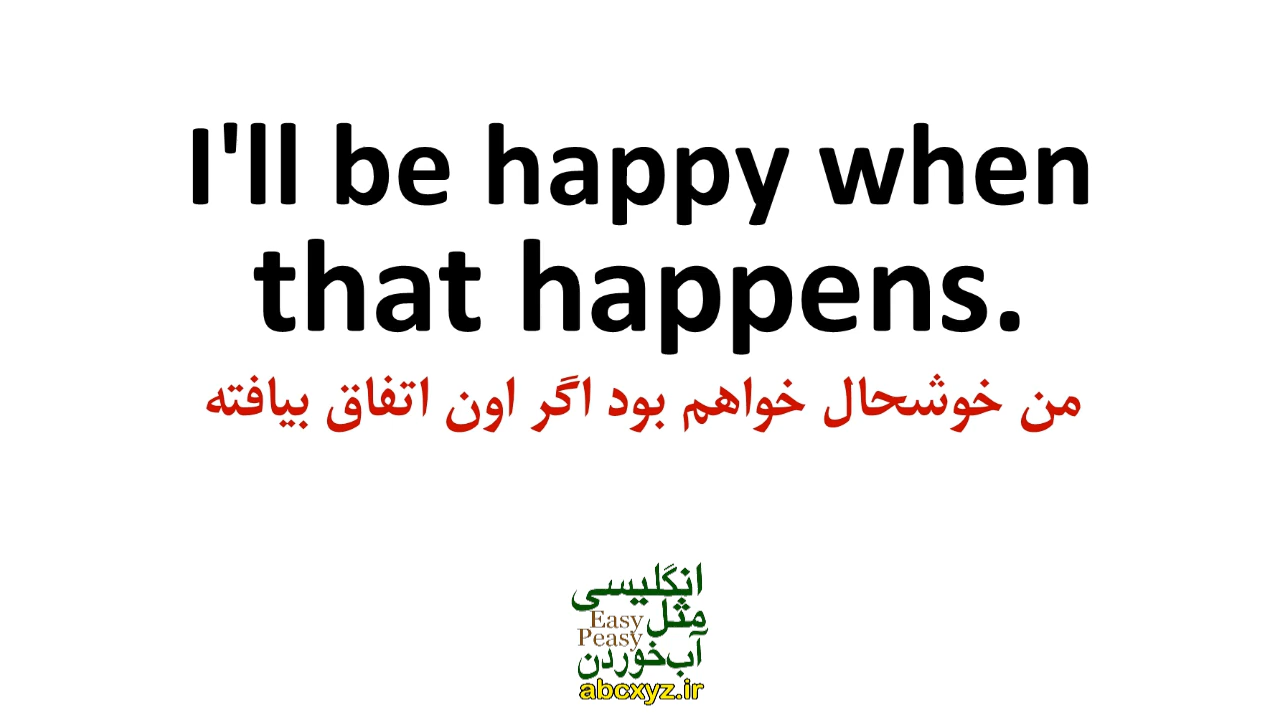 I'll be happy when
that happens.
من خوشحال خواهم بود اگر اون اتفاق بیافته
انگلیسی
مثل
Easy
Peasy
آب‌خوردن
abcxyz.ir